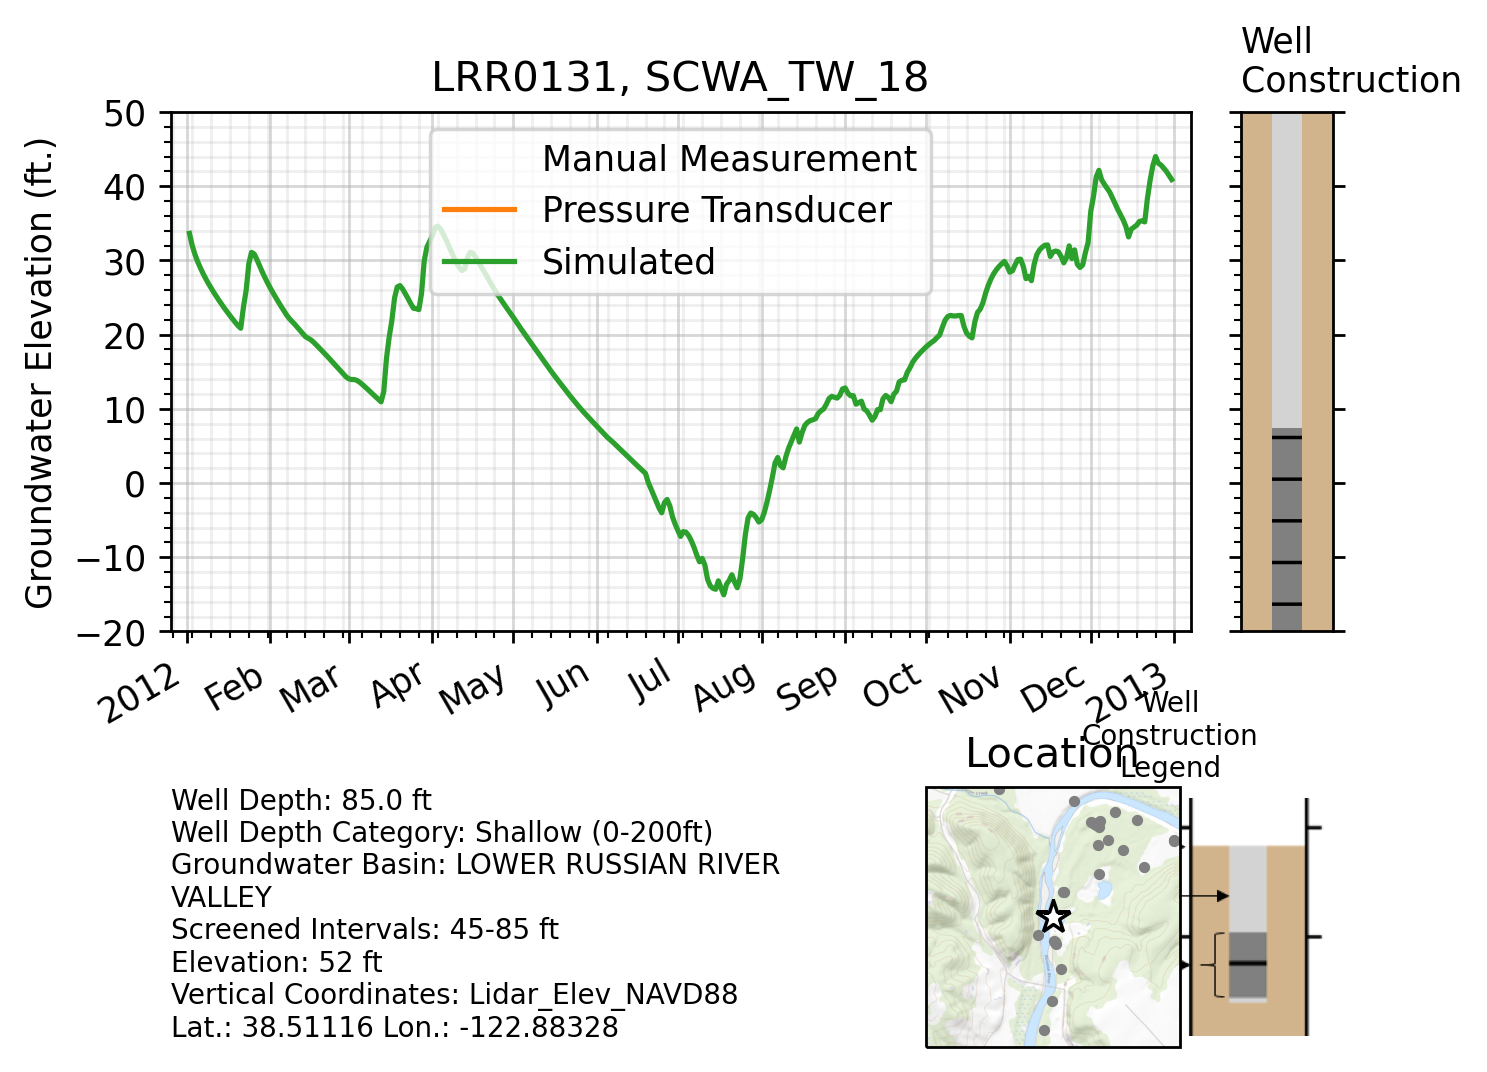 Well
Construction
LRR0131, SCWA_TW_18
Groundwater Elevation (ft.)
50
40
30
20
10
0
−10
−20
Manual Measurement
Pressure Transducer
Simulated
2012
Feb
Mar
Apr
May
Jun
Jul
Aug
Sep
Oct
Nov
Dec
2013
Well
Construction
Legend
Location
Well Depth: 85.0 ft
Well Depth Category: Shallow (0-200ft)
Groundwater Basin: LOWER RUSSIAN RIVER
VALLEY
Screened Intervals: 45-85 ft
Elevation: 52 ft
Vertical Coordinates: Lidar_Elev_NAVD88
Lat.: 38.51116 Lon.: -122.88328